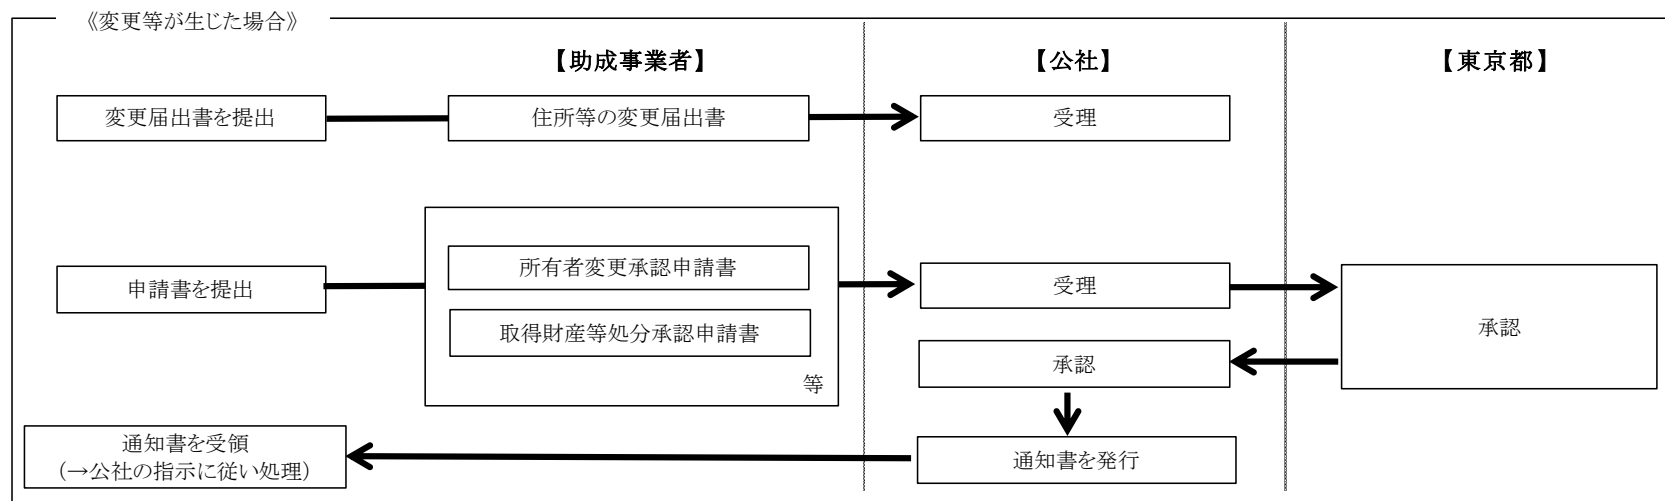 《変更等が生じた場合》
【助成事業者】
【公社】
【東京都】
変更届出書を提出
住所等の変更届出書
受理
申請書を提出
所有者変更承認申請書
取得財産等処分承認申請書
等
受理
承認
承認
通知書を発行
通知書を受領
(→公社の指示に従い処理)